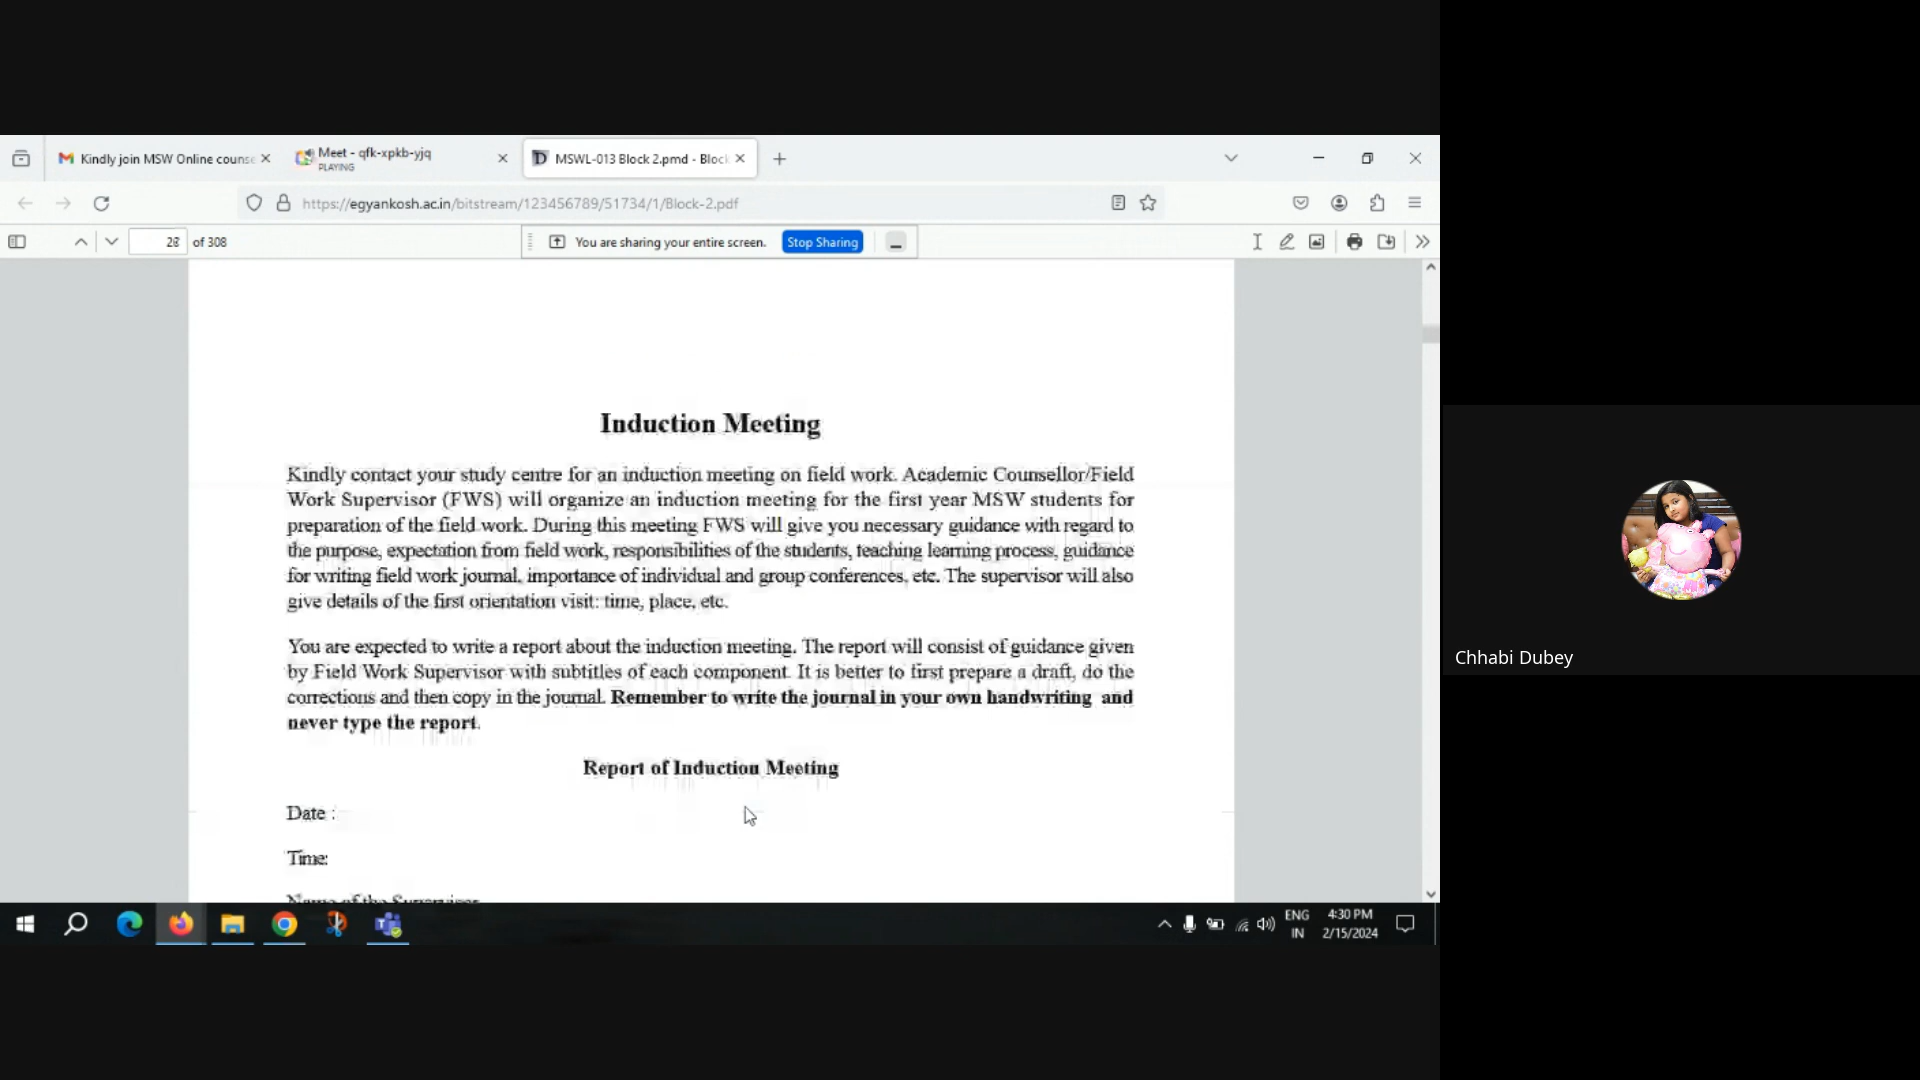 Kindly join MSW Online counse
Meet - qfk-xpkb-yjq
PLAYING
MSWL-013 Block 2.pmd - Block
https://egyankosh.ac.in/bitstream/123456789/51734/1/Block-2.pdf
28 of 308
You are sharing your entire screen. Stop Sharing
Induction Meeting
Kindly contact your study centre for an induction meeting on field work. Academic Counsellor/Field
Work Supervisor (FWS) will organize an induction meeting for the first year MSW students for
preparation of the field work. During this meeting FWS will give you necessary guidance with regard to
the purpose, expectation from field work, responsibilities of the students, teaching learning process, guidance
for writing field work journal, importance of individual and group conferences, etc. The supervisor will also
give details of the first orientation visit: time, place, etc.
You are expected to write a report about the induction meeting. The report will consist of guidance given
by Field Work Supervisor with subtitles of each component. It is better to first prepare a draft, do the
corrections and then copy in the journal. Remember to write the journal in your own handwriting and
never type the report.
Report of Induction Meeting
Date :
Time:
Name of the Supervisor
Chhabi Dubey
ENG
IN
4:30 PM
2/15/2024